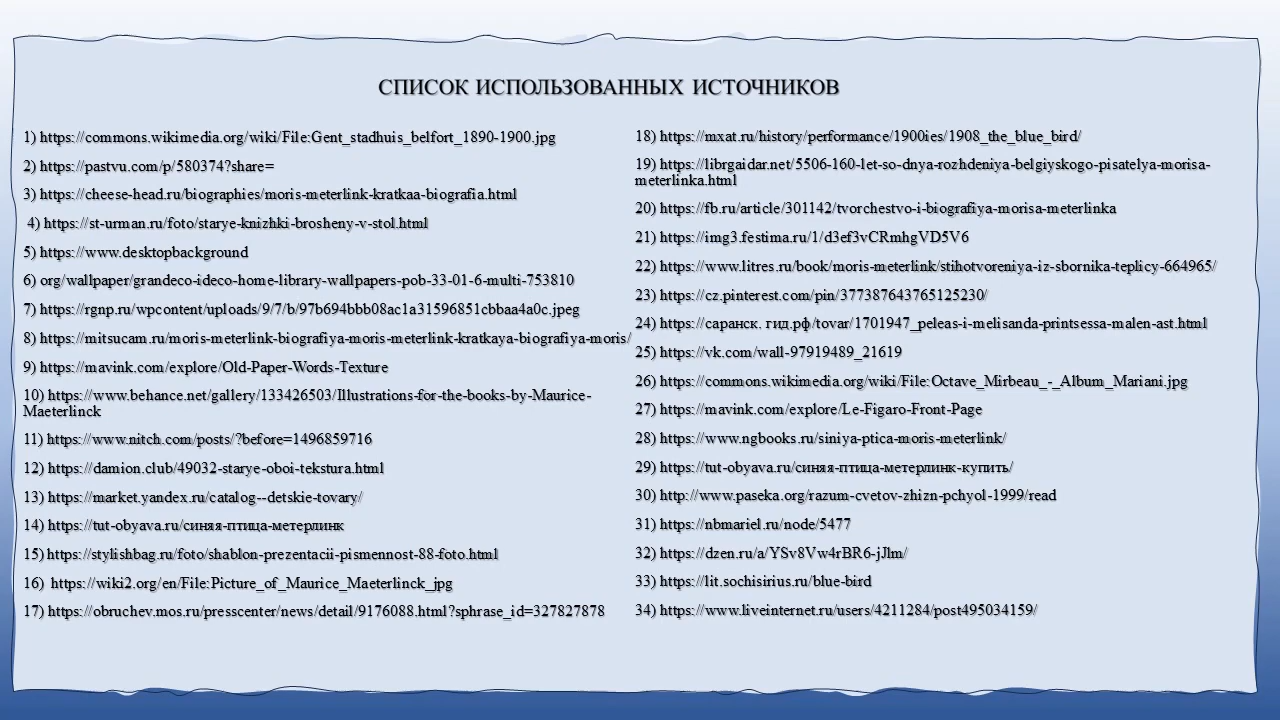 СПИСОК ИСПОЛЬЗОВАННЫХ ИСТОЧНИКОВ
1) https://commons.wikimedia.org/wiki/File:Gent_stadhuis_belfort_1890-1900.jpg
2) https://pastvu.com/p/580374?share=
3) https://cheese-head.ru/biographies/moris-meterlink-kratkaa-biografia.html
4) https://st-urman.ru/foto/starye-knizhki-brosheny-v-stol.html
5) https://www.desktopbackground
6) org/wallpaper/grandeco-ideco-home-library-wallpapers-pob-33-01-6-multi-753810
7) https://rgnp.ru/wpcontent/uploads/9/7/b/97b694bbb08ac1a31596851cbbaa4a0c.jpeg
8) https://mitsucam.ru/moris-meterlink-biografiya-moris-meterlink-kratkaya-biografiya-moris/
9) https://mavink.com/explore/Old-Paper-Words-Texture
10) https://www.behance.net/gallery/133426503/Illustrations-for-the-books-by-Maurice-
Maeterlinck
11) https://www.nitch.com/posts/?before=1496859716
12) https://damion.club/49032-starye-oboi-tekstura.html
13) https://market.yandex.ru/catalog--detskie-tovary/
14) https://tut-obyava.ru/синяя-птица-метерлинк
15) https://stylishbag.ru/foto/shablon-prezentacii-pismennost-88-foto.html
16) https://wiki2.org/en/File:Picture_of_Maurice_Maeterlinck_jpg
17) https://obruchev.mos.ru/presscenter/news/detail/9176088.html?sphrase_id=327827878
18) https://mxat.ru/history/performance/1900ies/1908_the_blue_bird/
19) https://librgaidar.net/5506-160-let-so-dnya-rozhdeniya-belgiyskogo-pisatelya-morisa-
meterlinka.html
20) https://fb.ru/article/301142/tvorchestvo-i-biografiya-morisa-meterlinka
21) https://img3.festima.ru/1/d3ef3vCRmhgVD5V6
22) https://www.litres.ru/book/moris-meterlink/stihotvoreniya-iz-sbornika-teplicy-664965/
23) https://cz.pinterest.com/pin/377387643765125230/
24) https://саранск. гид.рф/tovar/1701947_peleas-i-melisanda-printsessa-malen-ast.html
25) https://vk.com/wall-97919489_21619
26) https://commons.wikimedia.org/wiki/File:Octave_Mirbeau_-_Album_Mariani.jpg
27) https://mavink.com/explore/Le-Figaro-Front-Page
28) https://www.ngbooks.ru/siniya-ptica-moris-meterlink/
29) https://tut-obyava.ru/синяя-птица-метерлинк-купить/
30) http://www.paseka.org/razum-cvetov-zhizn-pchyol-1999/read
31) https://nbmariel.ru/node/5477
32) https://dzen.ru/a/YSv8Vw4rBR6-jJlm/
33) https://lit.sochisirius.ru/blue-bird
34) https://www.liveinternet.ru/users/4211284/post495034159/